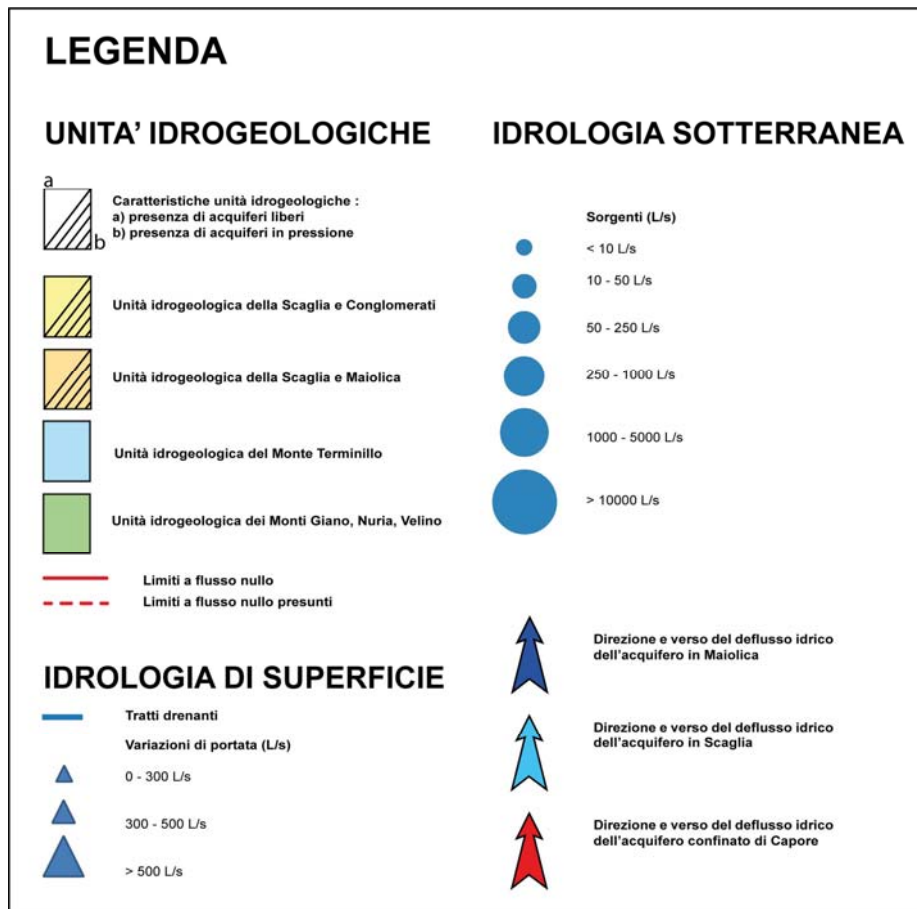 LEGENDA
UNITA' IDROGEOLOGICHE
a
b
Caratteristiche unità idrogeologiche :
a) presenza di acquiferi liberi
b) presenza di acquiferi in pressione
Unità idrogeologica della Scaglia e Conglomerati
Unità idrogeologica della Scaglia e Maiolica
Unità idrogeologica del Monte Terminillo
Unità idrogeologica dei Monti Giano, Nuria, Velino
Limiti a flusso nullo
Limiti a flusso nullo presunti
IDROLOGIA DI SUPERFICIE
Tratti drenanti
Variazioni di portata (L/s)
0 - 300 L/s
300 - 500 L/s
> 500 L/s
IDROLOGIA SOTTERRANEA
Sorgenti (L/s)
< 10 L/s
10 - 50 L/s
50 - 250 L/s
250 - 1000 L/s
1000 - 5000 L/s
> 10000 L/s
Direzione e verso del deflusso idrico
dell'acquifero in Maiolica
Direzione e verso del deflusso idrico
dell'acquifero in Scaglia
Direzione e verso del deflusso idrico
dell'acquifero confinato di Capore